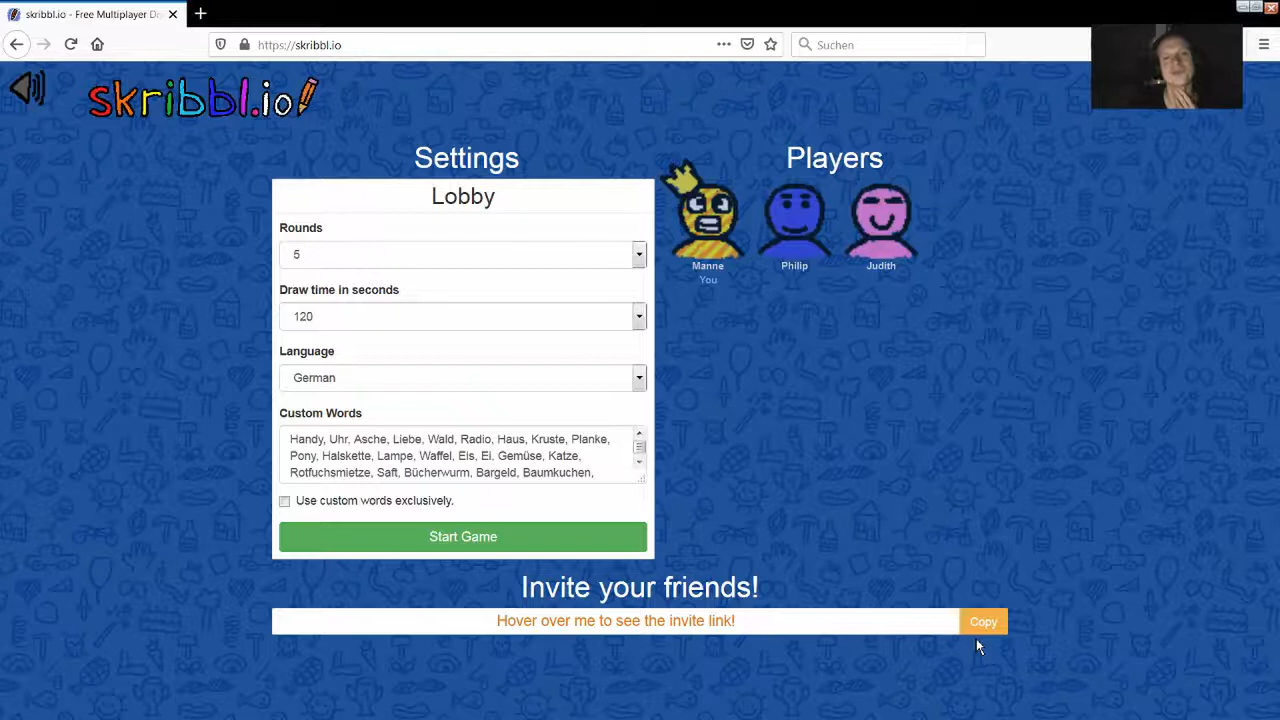 skribbl.io - Free Multiplayer Dr
https://skribbl.io
Suchen
skribbl.io
Settings
Players
Lobby
Rounds
5
Draw time in seconds
120
Language
German
Custom Words
Handy, Uhr, Asche, Liebe, Wald, Radio, Haus, Kruste, Planke,
Pony, Halskette, Lampe, Waffel, Eis, Ei, Gemüse, Katze,
Rotfuchsmietze, Saft, Bücherwurm, Bargeld, Baumkuchen,
Use custom words exclusively.
Start Game
Manne
You
Philip
Judith
Invite your friends!
Hover over me to see the invite link!
Copy